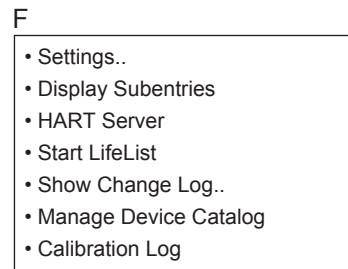 F
• Settings..
• Display Subentries
• HART Server
• Start LifeList
• Show Change Log..
• Manage Device Catalog
• Calibration Log